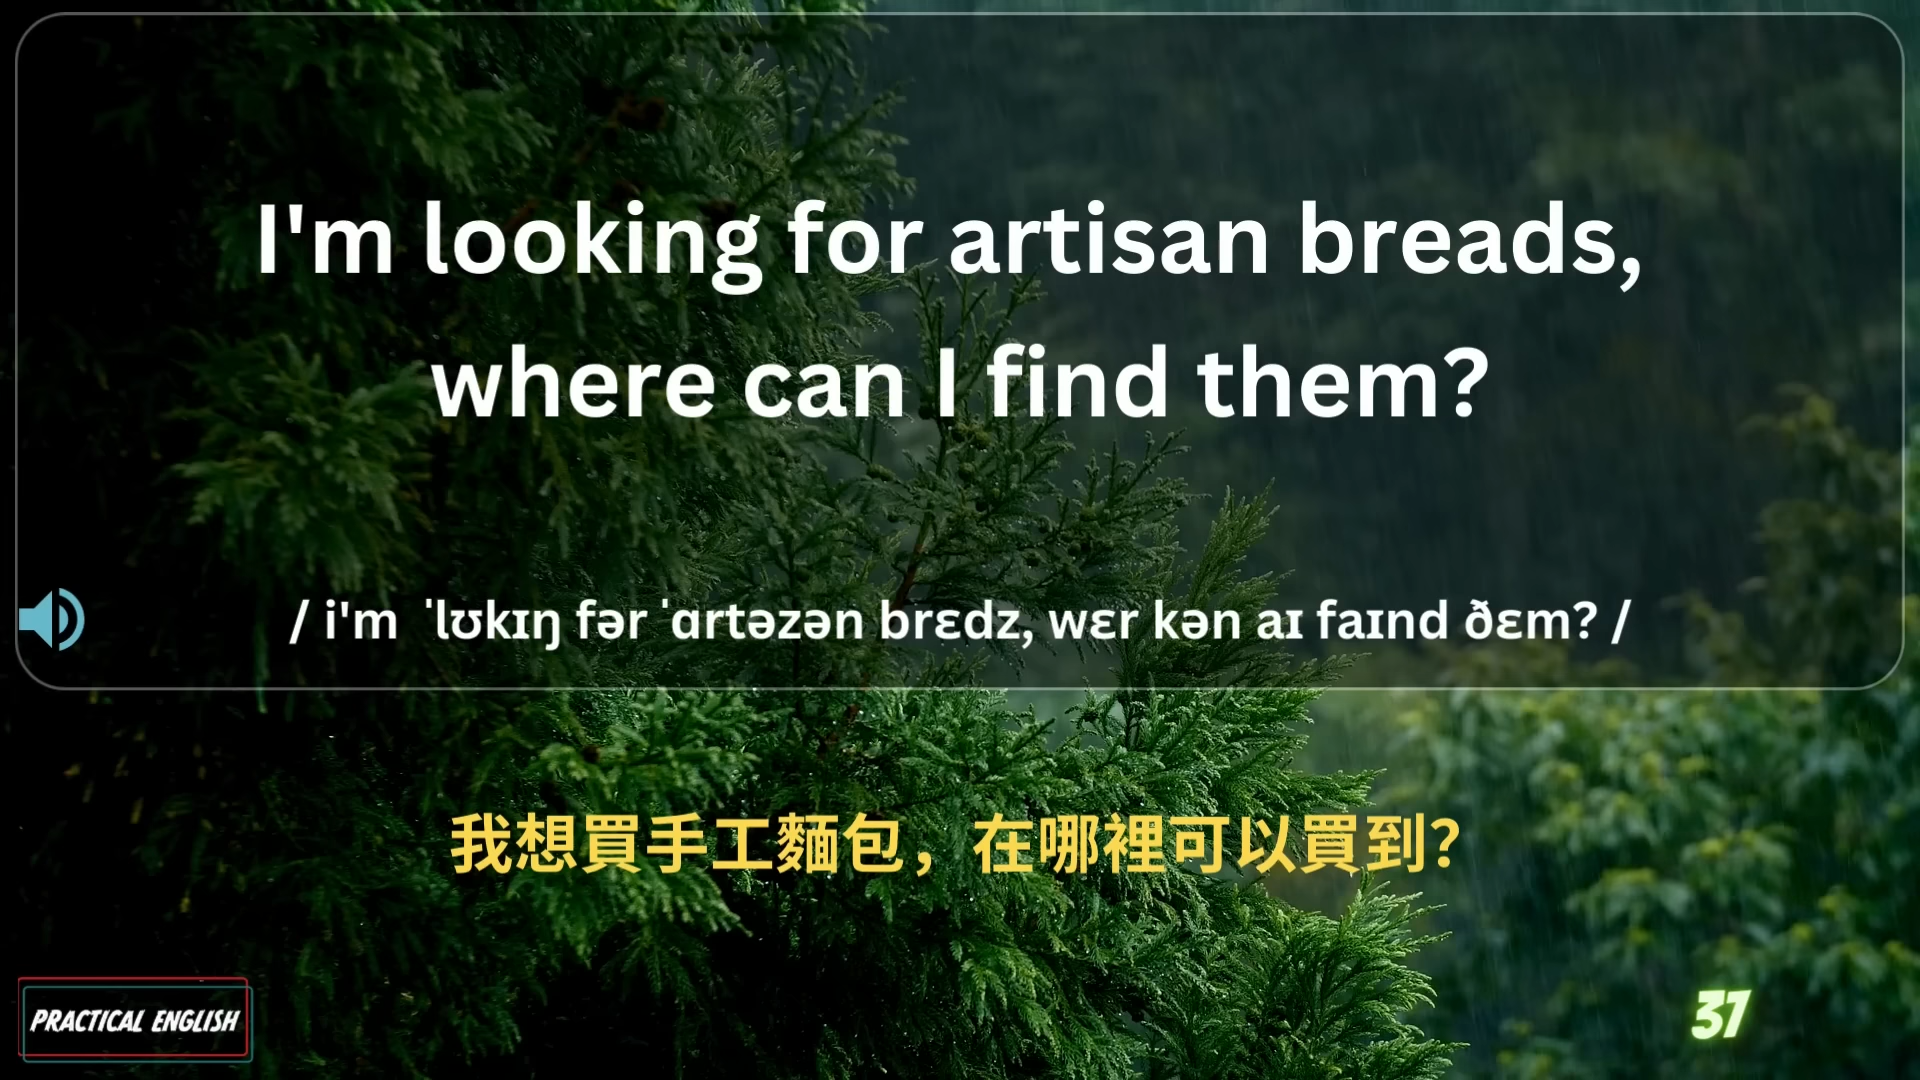 I'm looking for artisan breads,
where can I find them?
/ i'm ˈlʊkɪŋ fər ˈɑrtəzən brɛdz, wɛr kən aɪ faɪnd ðɛm? /
我想買手工麵包，在哪裡可以買到？
PRACTICAL ENGLISH
37